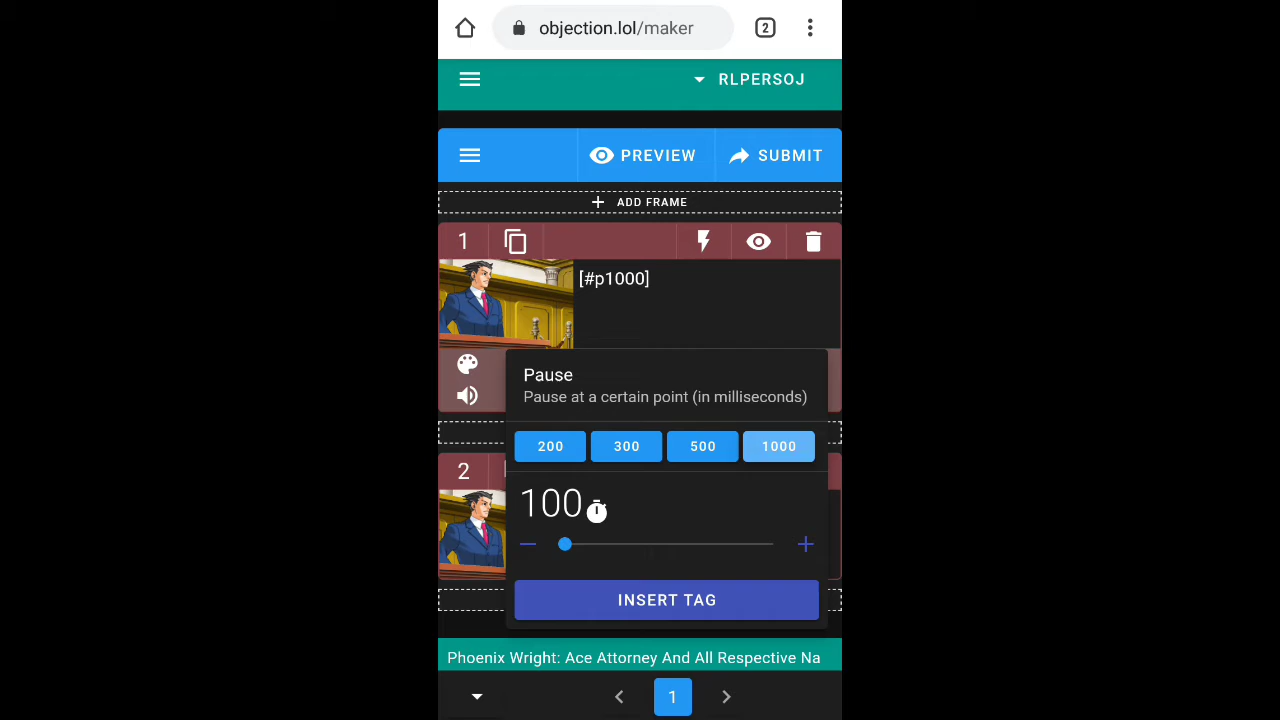 objection.lol/maker
2
RLPERSOJ
PREVIEW
SUBMIT
ADD FRAME
1
[#p1000]
Pause
Pause at a certain point (in milliseconds)
200
300
500
1000
2
100
INSERT TAG
Phoenix Wright: Ace Attorney And All Respective Na
1